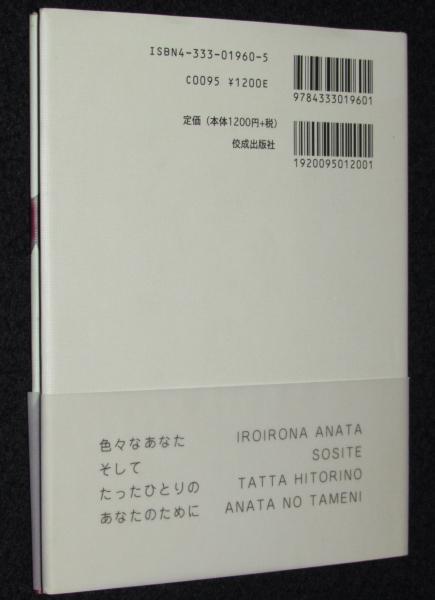 ISBN4-333-01960-5
C0095 ¥1200E
定価（本体1200円+税）
佼成出版社
9784333019601
1920095012001
色々なあなた
そして
たったひとりの
あなたのために
IROIRONA ANATA
SOSITE
TATTA HITORINO
ANATA NO TAMENI